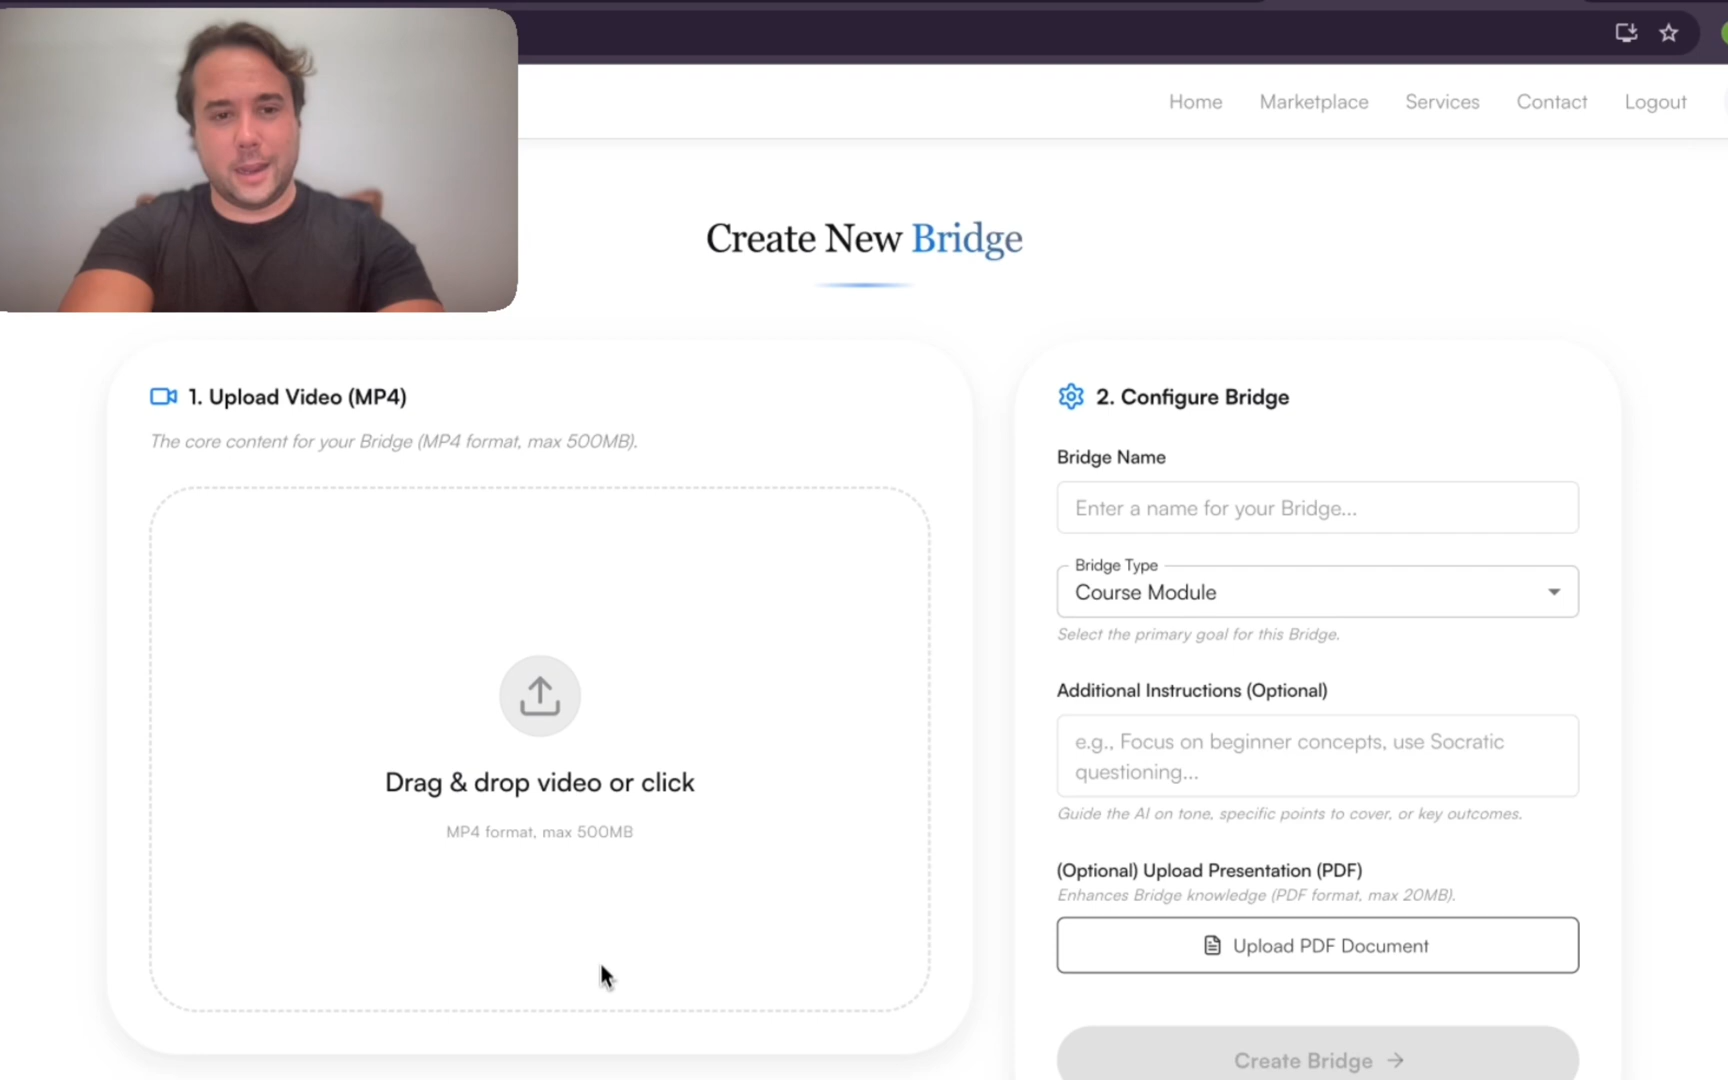 Home Marketplace Services Contact Logout
Create New Bridge
1. Upload Video (MP4)
The core content for your Bridge (MP4 format, max 500MB).
Drag & drop video or click
MP4 format, max 500MB
2. Configure Bridge
Bridge Name
Enter a name for your Bridge...
Bridge Type
Course Module
Select the primary goal for this Bridge.
Additional Instructions (Optional)
e.g., Focus on beginner concepts, use Socratic
questioning...
Guide the AI on tone, specific points to cover, or key outcomes.
(Optional) Upload Presentation (PDF)
Enhances Bridge knowledge (PDF format, max 20MB).
Upload PDF Document
Create Bridge →